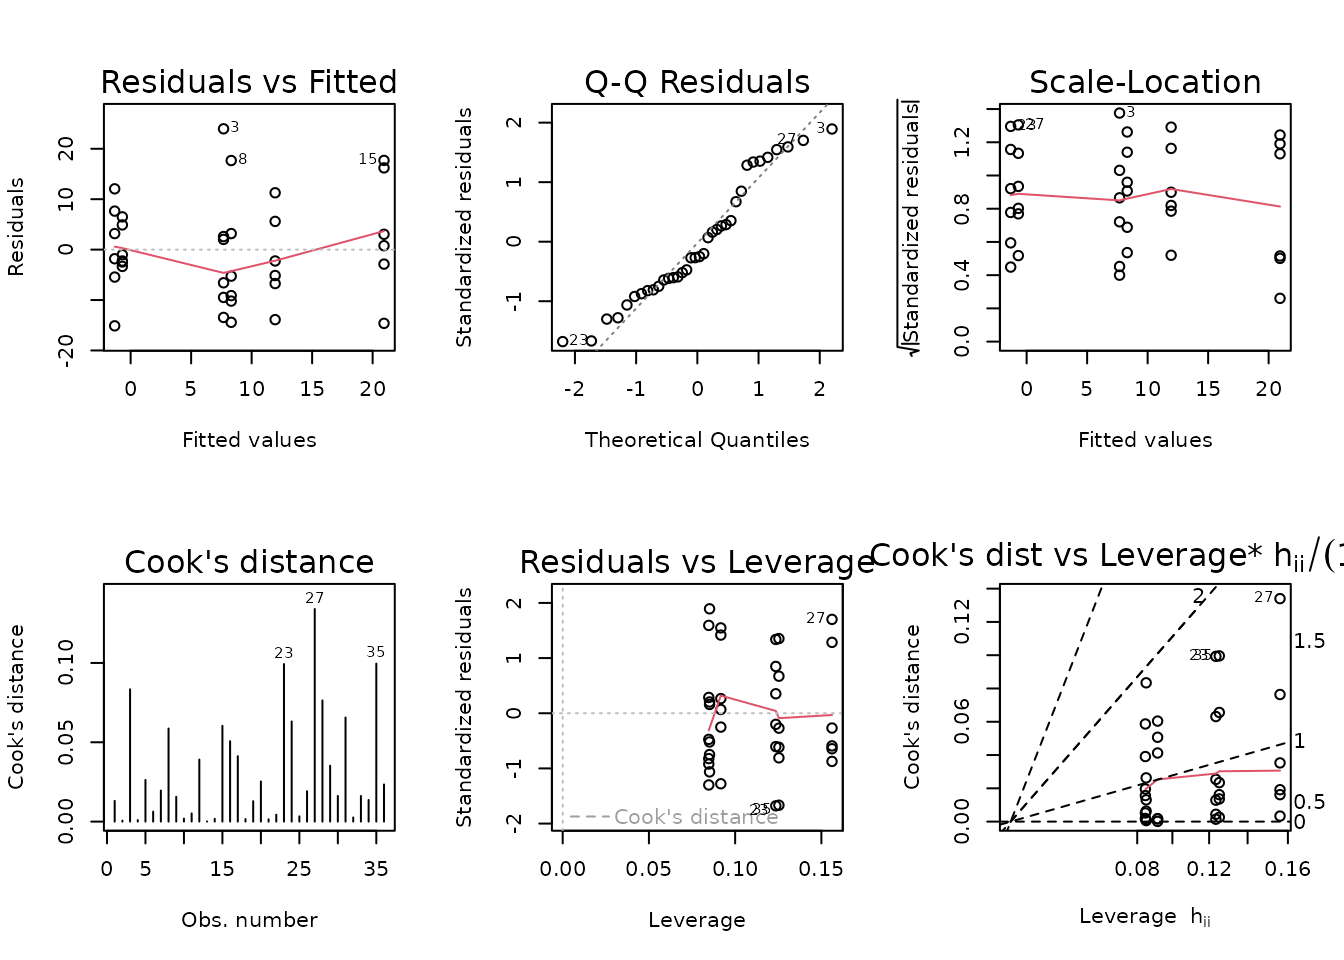 Residuals vs Fitted
Residuals
20
10
0
-20
3
8
15
0 5 10 15 20
Fitted values
Q-Q Residuals
Standardized residuals
2
1
0
-1
27
3
23
-2 -1 0 1 2
Theoretical Quantiles
Scale-Location
√|Standardized residuals|
1.2
0.8
0.4
0.0
27
3
0 5 10 15 20
Fitted values
Cook's distance
Cook's distance
0.10
0.05
0.00
27
23
35
0 5 15 25 35
Obs. number
Residuals vs Leverage
Standardized residuals
2
1
0
-1
-2
27
35
Cook's distance
0.00 0.05 0.10 0.15
Leverage
Cook's dist vs Leverage* hii/(1
Cook's distance
0.12
0.06
0.00
2
27
35
1.5
1
0.5
0
0.08 0.12 0.16
Leverage hii